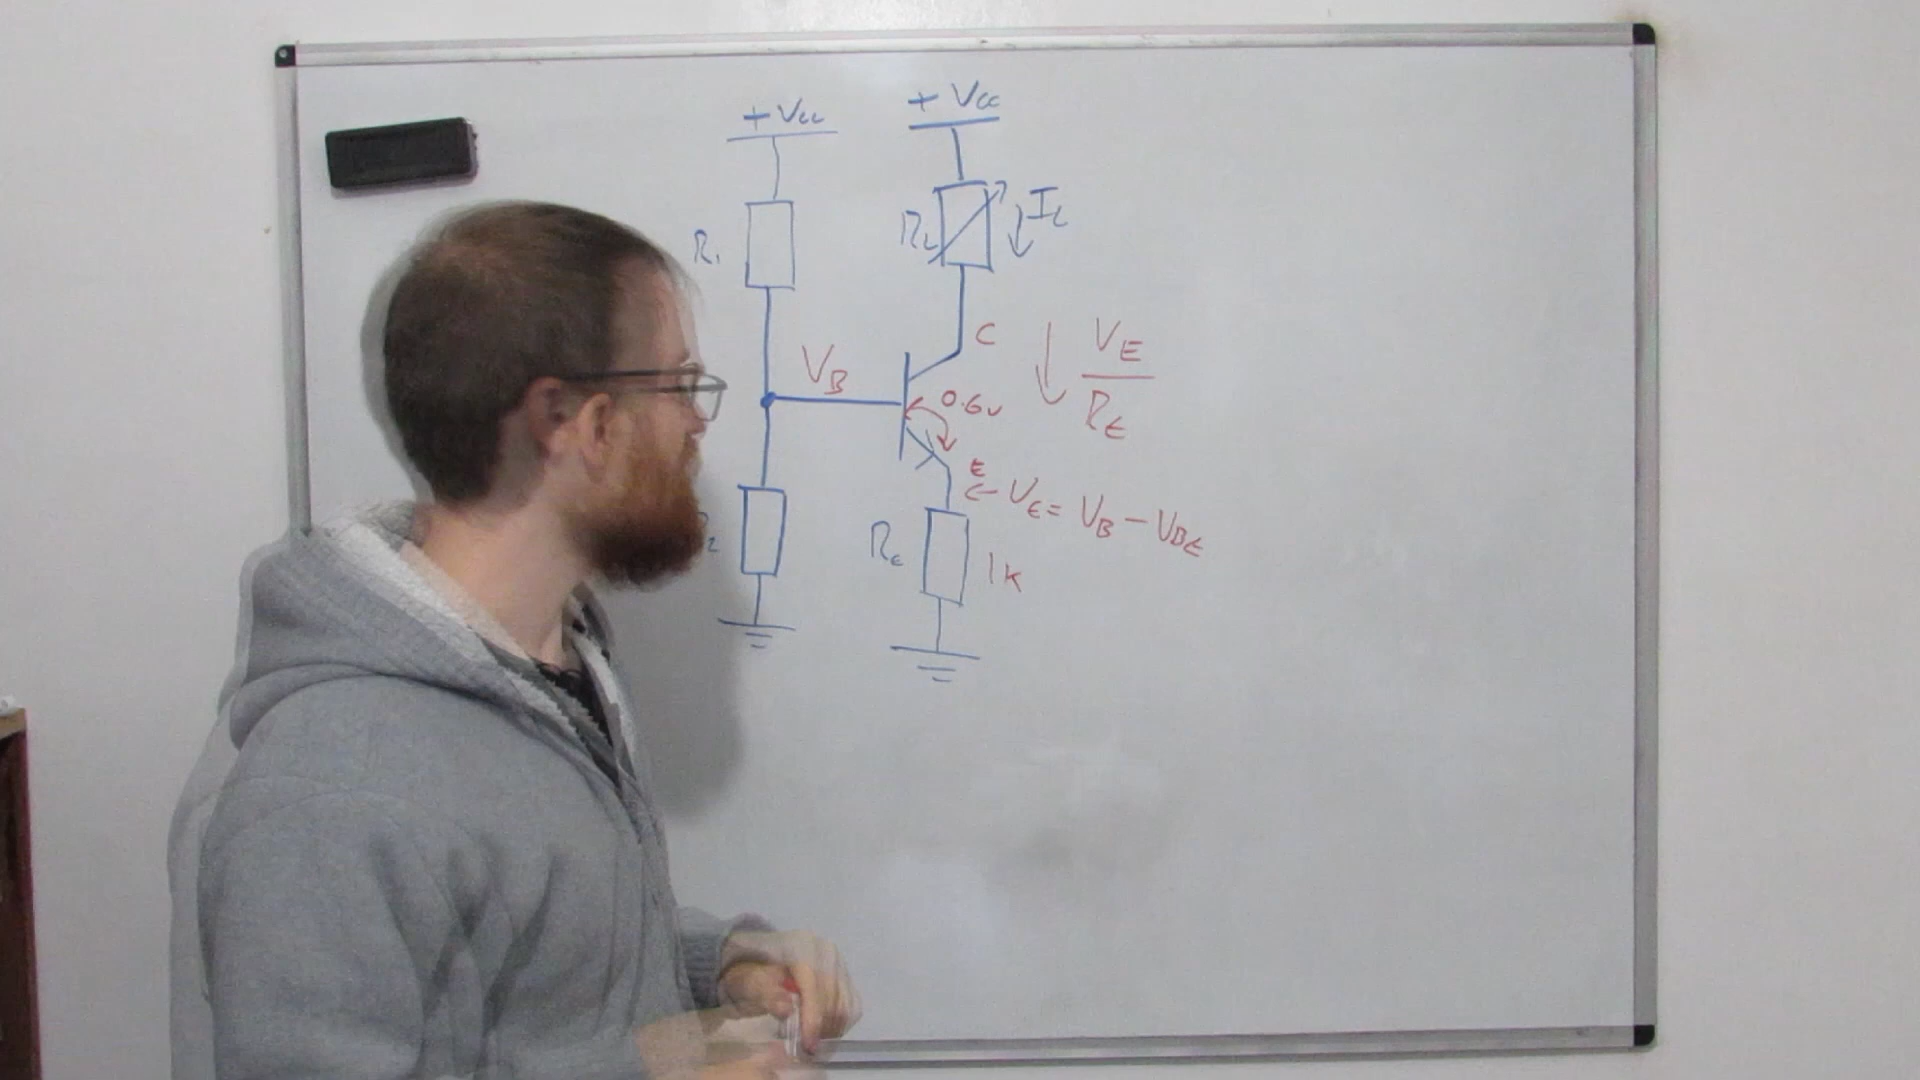 +Vcc
+Vcc
R1
RL
IL
C
VB
0.6v
VE
RE
E
VE = VB - VBE
RE
1K